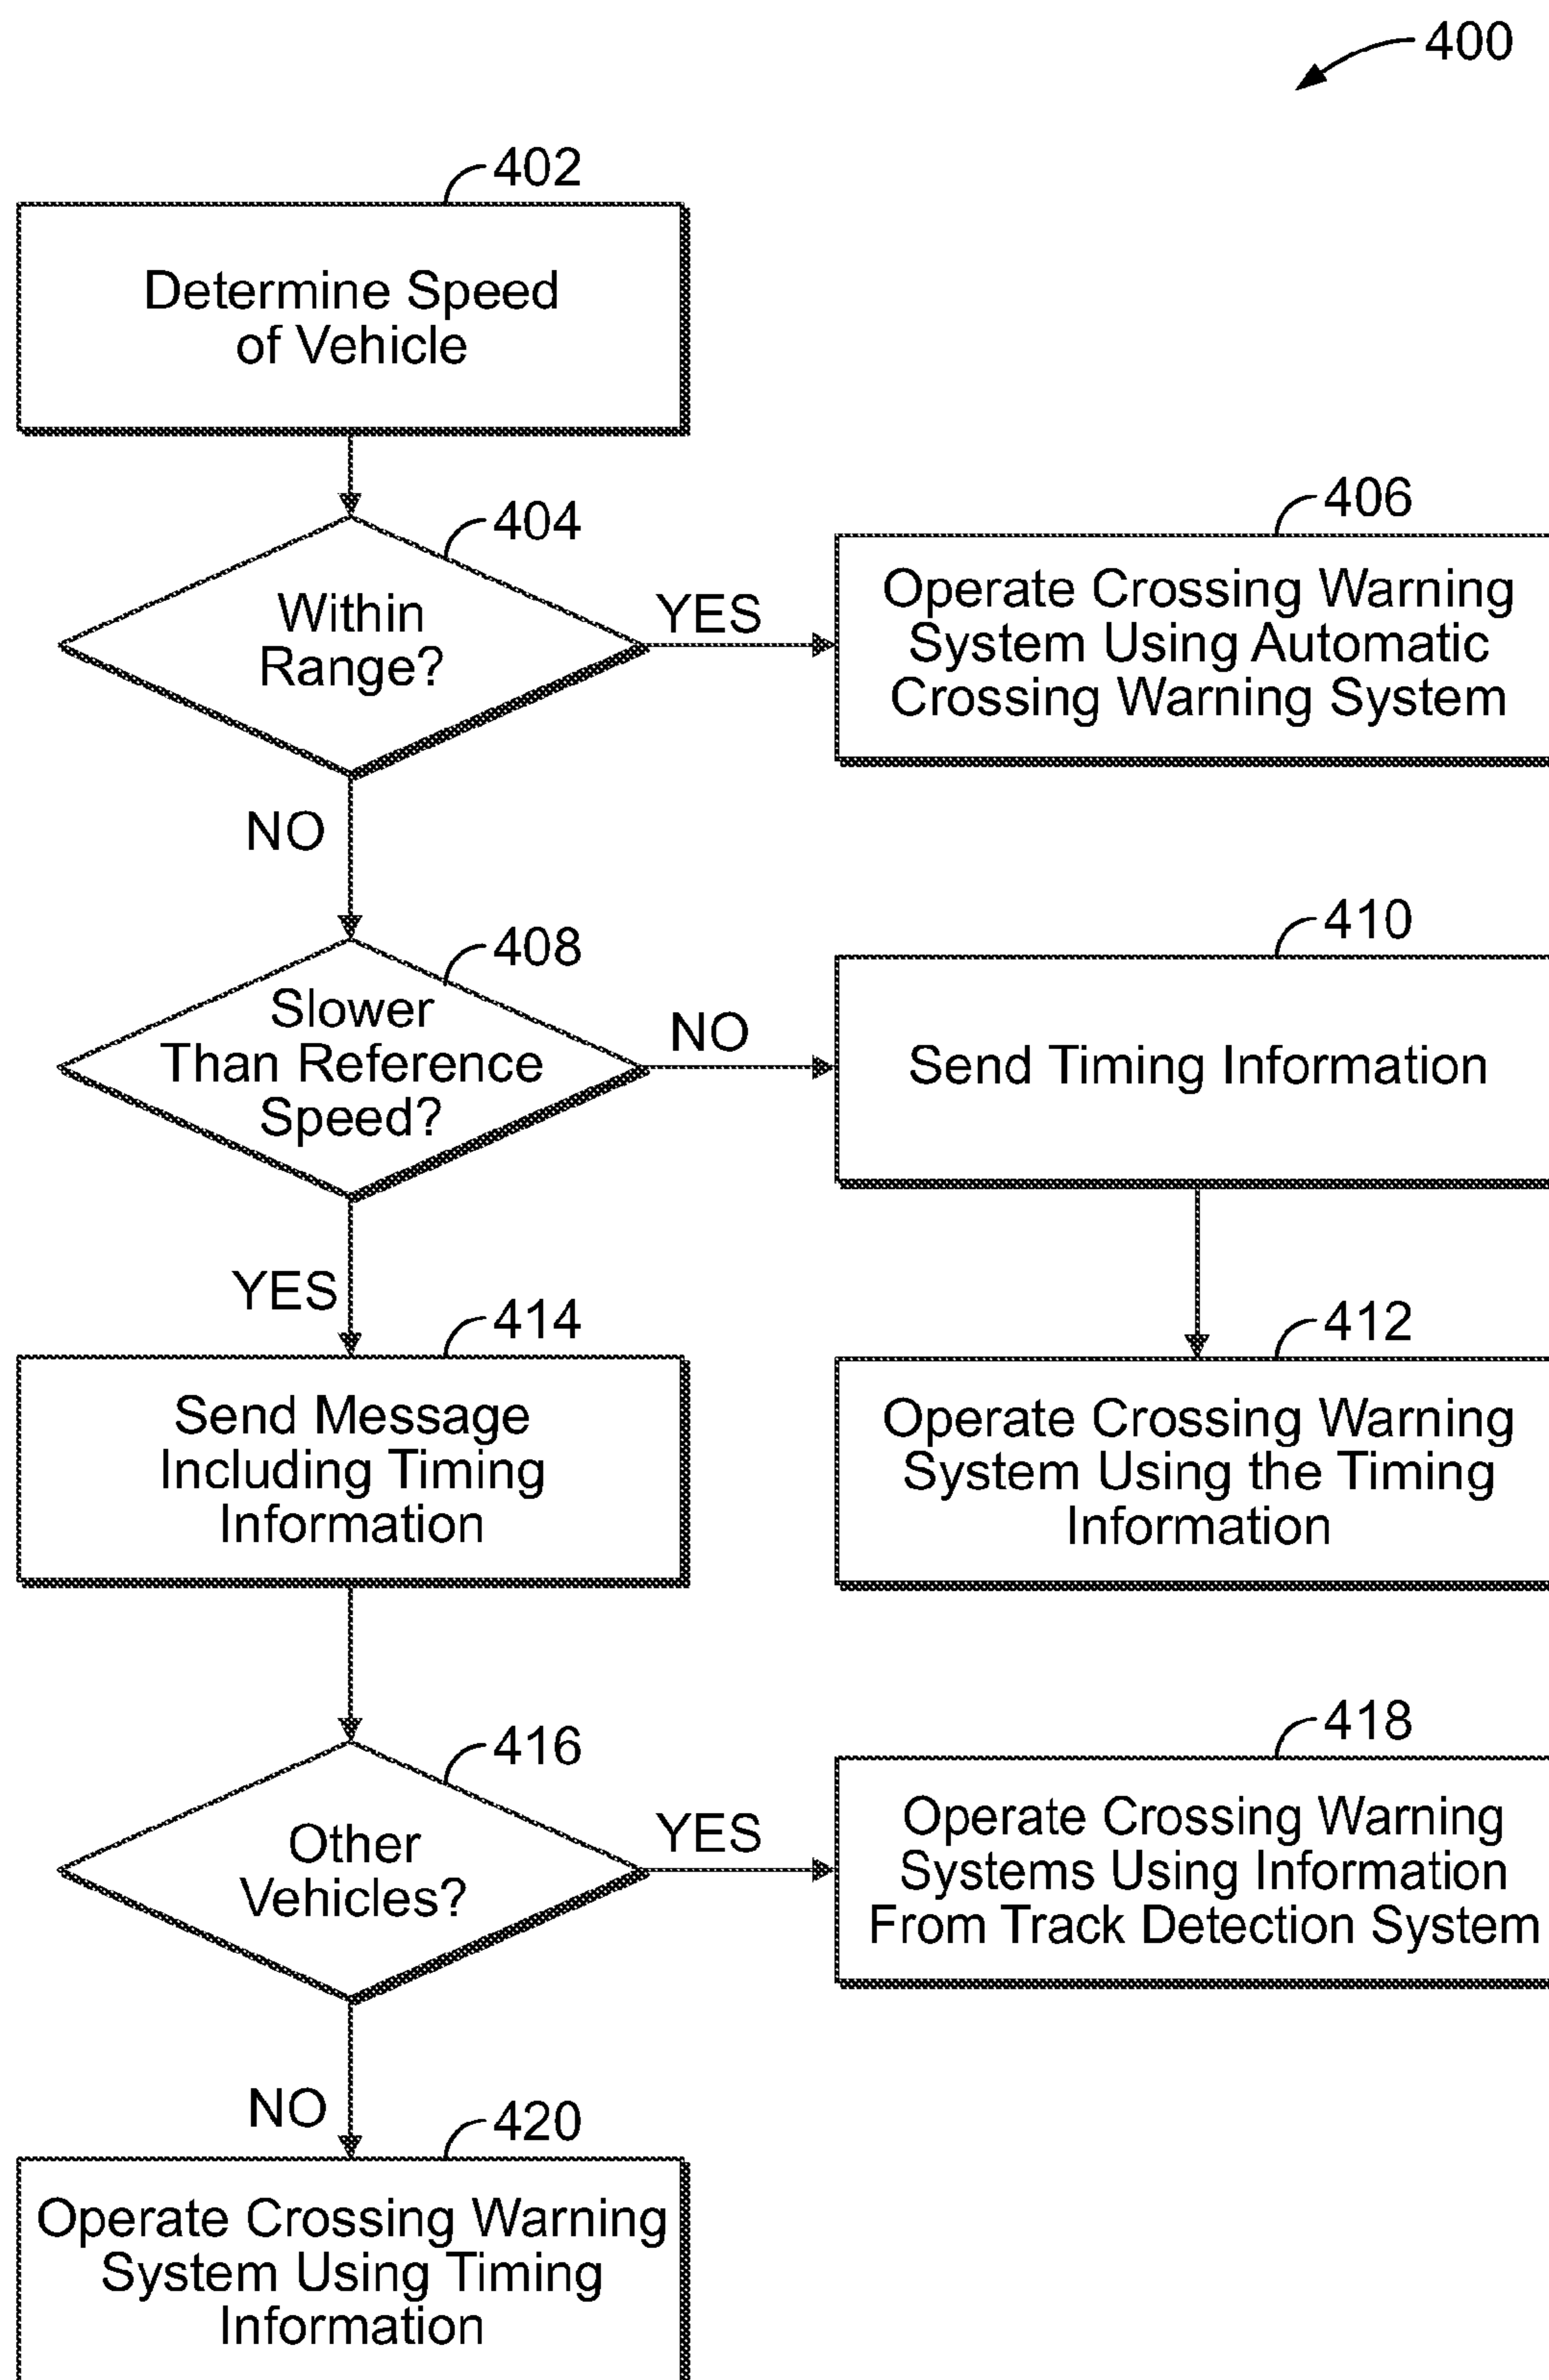 400
402
Determine Speed
of Vehicle
404
Within
Range?
YES
406
Operate Crossing Warning
System Using Automatic
Crossing Warning System
NO
408
Slower
Than Reference
Speed?
NO
410
Send Timing Information
YES
414
Send Message
Including Timing
Information
412
Operate Crossing Warning
System Using the Timing
Information
416
Other
Vehicles?
YES
418
Operate Crossing Warning
Systems Using Information
From Track Detection System
NO
420
Operate Crossing Warning
System Using Timing
Information